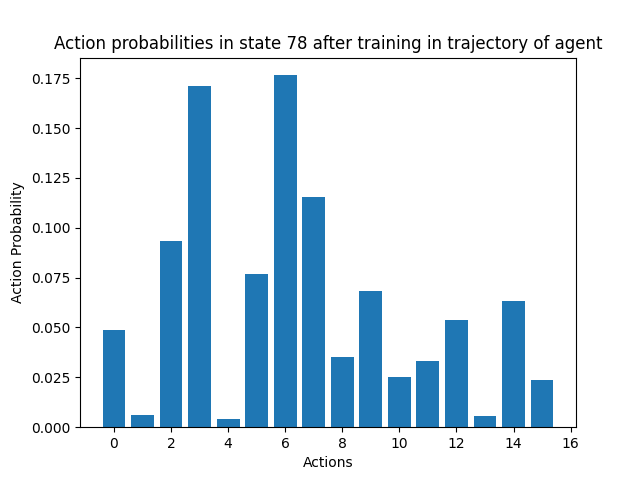 Action probabilities in state 78 after training in trajectory of agent
0.175
0.150
0.125
0.100
0.075
0.050
0.025
0.000
Action Probability
0 2 4 6 8 10 12 14 16
Actions